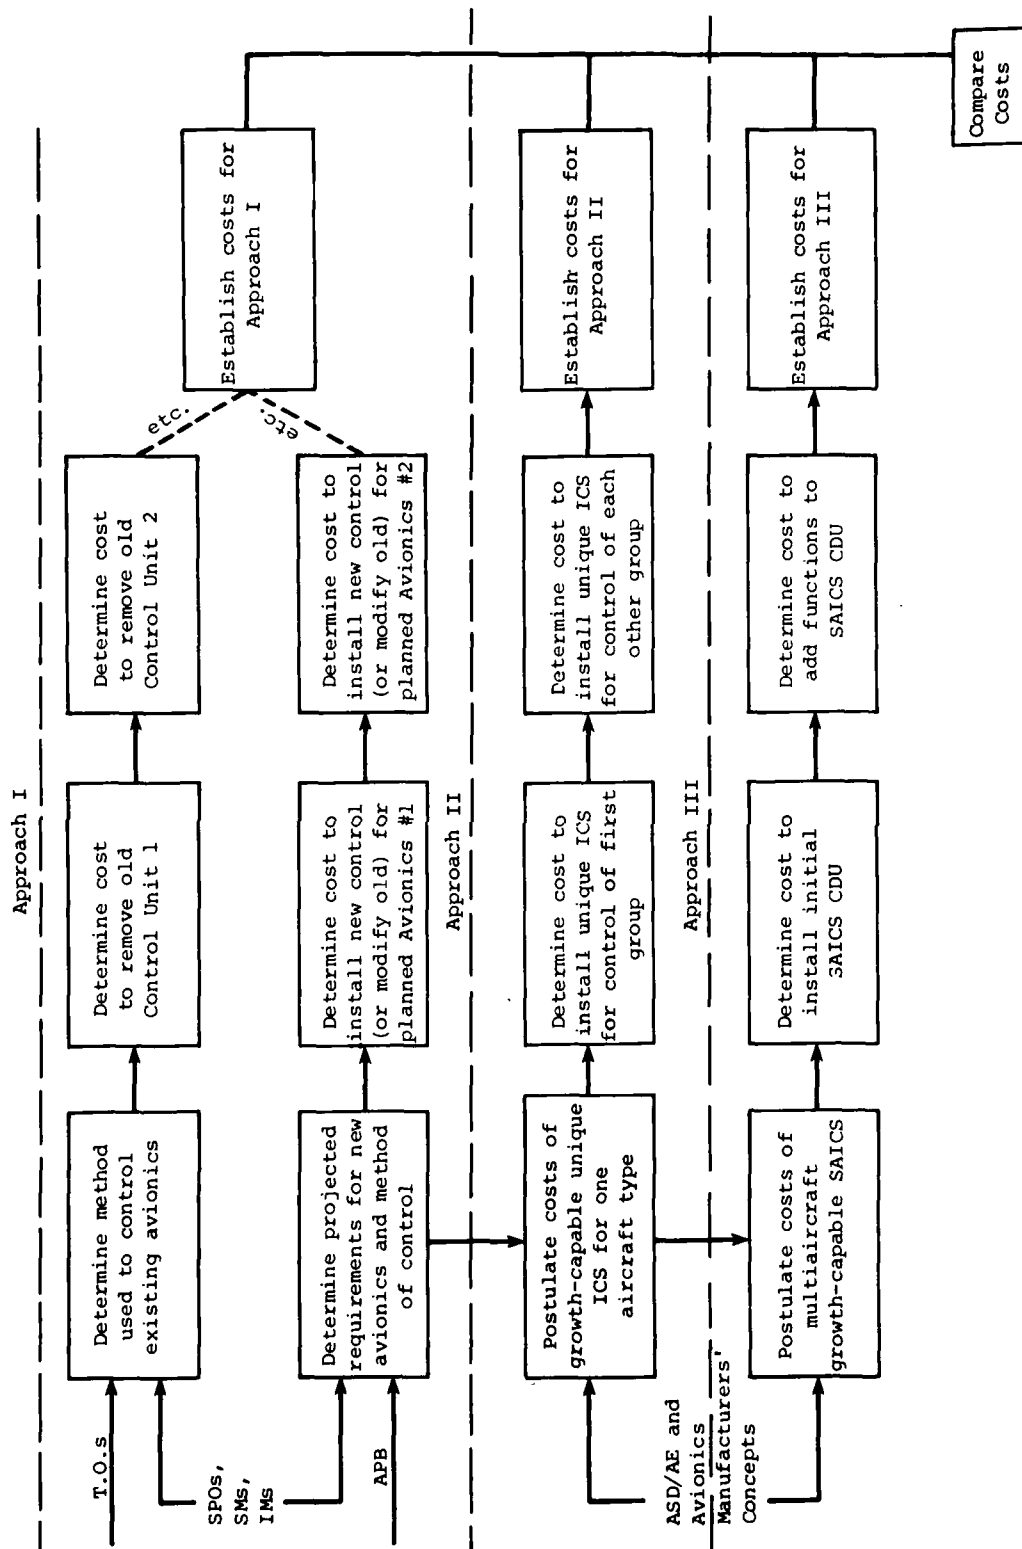 Approach I
T.O.s
SPOs,
SMs,
IMs
APB
Determine method
used to control
existing avionics
Determine cost
to remove old
Control Unit 1
Determine cost
to remove old
Control Unit 2
etc.
etc.
Establish costs for
Approach I
Determine projected
requirements for new
avionics and method
of control
Determine cost to
install new control
(or modify old) for
planned Avionics #1
Determine cost to
install new control
(or modify old) for
planned Avionics #2
Approach II
ASD/AE and
Avionics
Manufacturers'
Concepts
Postulate costs of
growth-capable unique
ICS for one
aircraft type
Determine cost to
install unique ICS
for control of first
group
Determine cost to
install unique ICS
for control of each
other group
Establish costs for
Approach II
Approach III
Postulate costs of
multiaircraft
growth-capable SAICS
Determine cost to
install initial
SAICS CDU
Determine cost to
add functions to
SAICS CDU
Establish costs for
Approach III
Compare
Costs